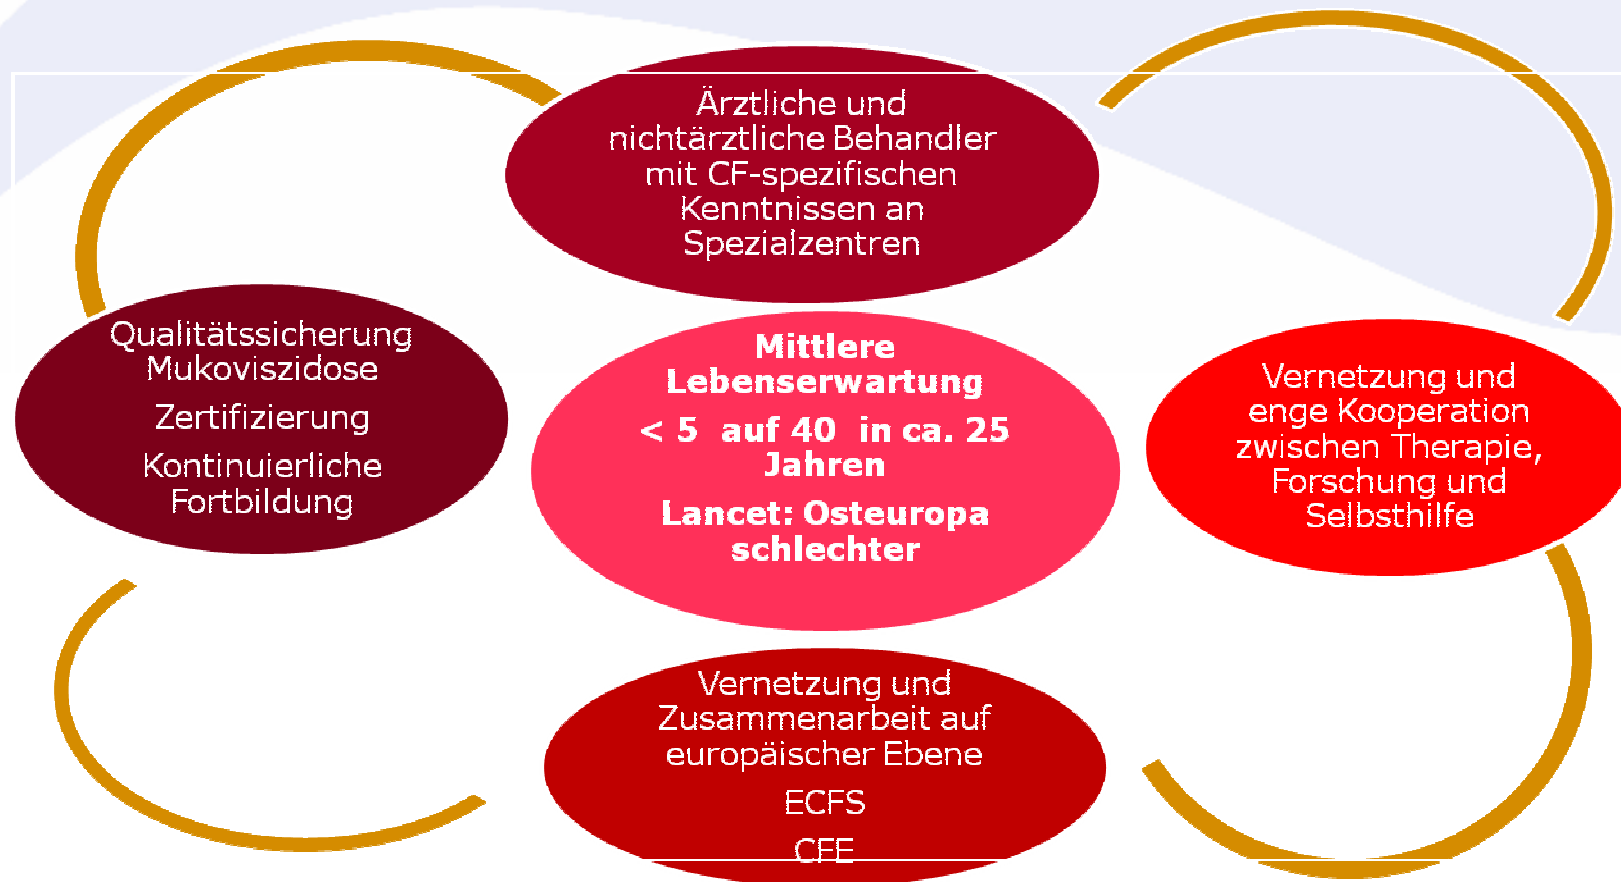 Ärztliche und
nichtärztliche Behandler
mit CF-spezifischen
Kenntnissen an
Spezialzentren
Qualitätssicherung
Mukoviszidose
Zertifizierung
Kontinuierliche
Fortbildung
Mittlere
Lebenserwartung
< 5 auf 40 in ca. 25
Jahren
Lancet: Osteuropa
schlechter
Vernetzung und
enge Kooperation
zwischen Therapie,
Forschung und
Selbsthilfe
Vernetzung und
Zusammenarbeit auf
europäischer Ebene
ECFS
CFE